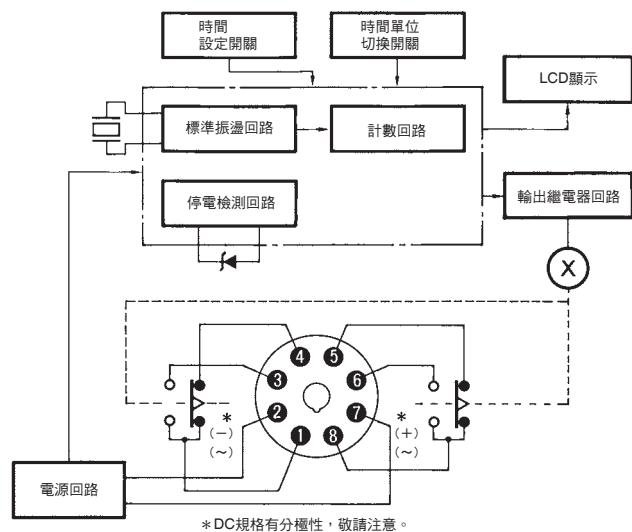 時間
設定開關
時間單位
切換開關
LCD顯示
標準振盪回路
計數回路
停電檢測回路
輸出繼電器回路
X
4
5
3
6
2
7
1
8
*
(−)
(~)
*
(+)
(~)
電源回路
*DC規格有分極性，敬請注意。